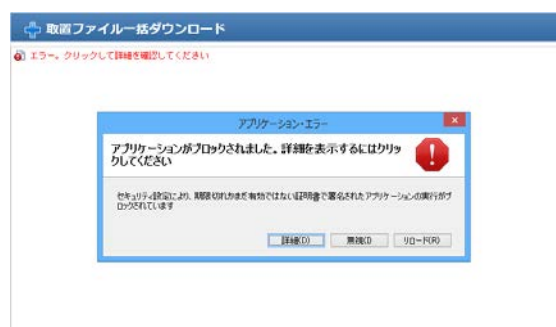 取置ファイル一括ダウンロード
エラー。クリックして詳細を確認してください
アプリケーション・エラー
アプリケーションがブロックされました。詳細を表示するにはクリッ
クしてください
セキュリティ設定により、期限切れかまだ有効ではない証明書で署名されたアプリケーションの実行がブ
ロックされています
詳細(D) 無視(I) リロード(R)